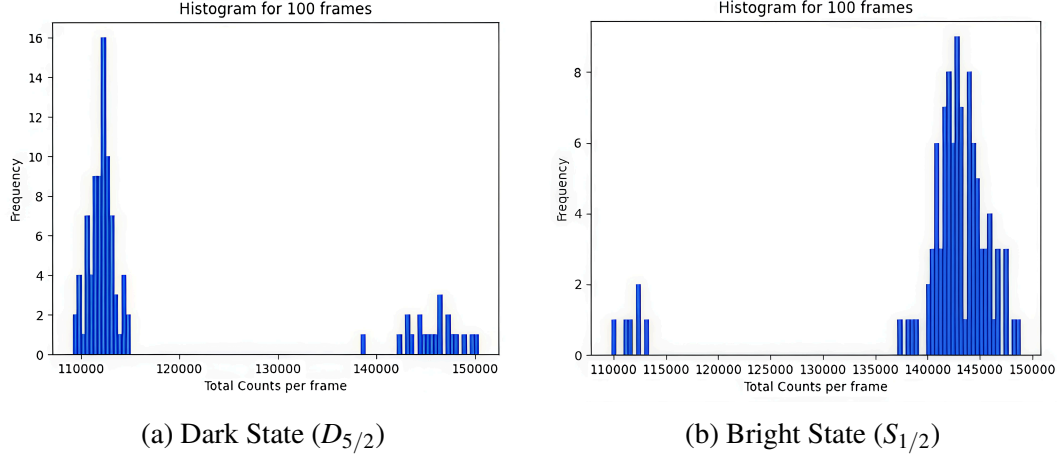 Histogram for 100 frames
Frequency
16
14
12
10
8
6
4
2
0
110000 120000 130000 140000 150000
Total Counts per frame
(a) Dark State (D5/2)
Histogram for 100 frames
Frequency
8
6
4
2
0
110000 115000 120000 125000 130000 135000 140000 145000 150000
Total Counts per frame
(b) Bright State (S1/2)